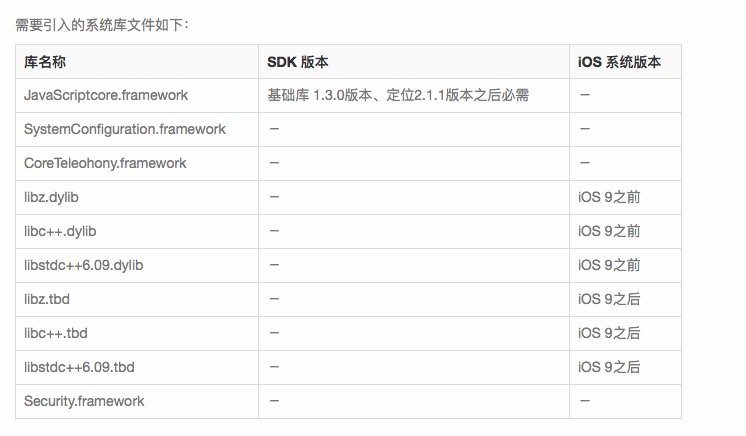 需要引入的系统库文件如下：
库名称 SDK 版本 iOS 系统版本
JavaScriptcore.framework 基础库 1.3.0版本、定位2.1.1版本之后必需 —
SystemConfiguration.framework — —
CoreTeleohony.framework — —
libz.dylib — iOS 9之前
libc++.dylib — iOS 9之前
libstdc++6.09.dylib — iOS 9之前
libz.tbd — iOS 9之后
libc++.tbd — iOS 9之后
libstdc++6.09.tbd — iOS 9之后
Security.framework — —